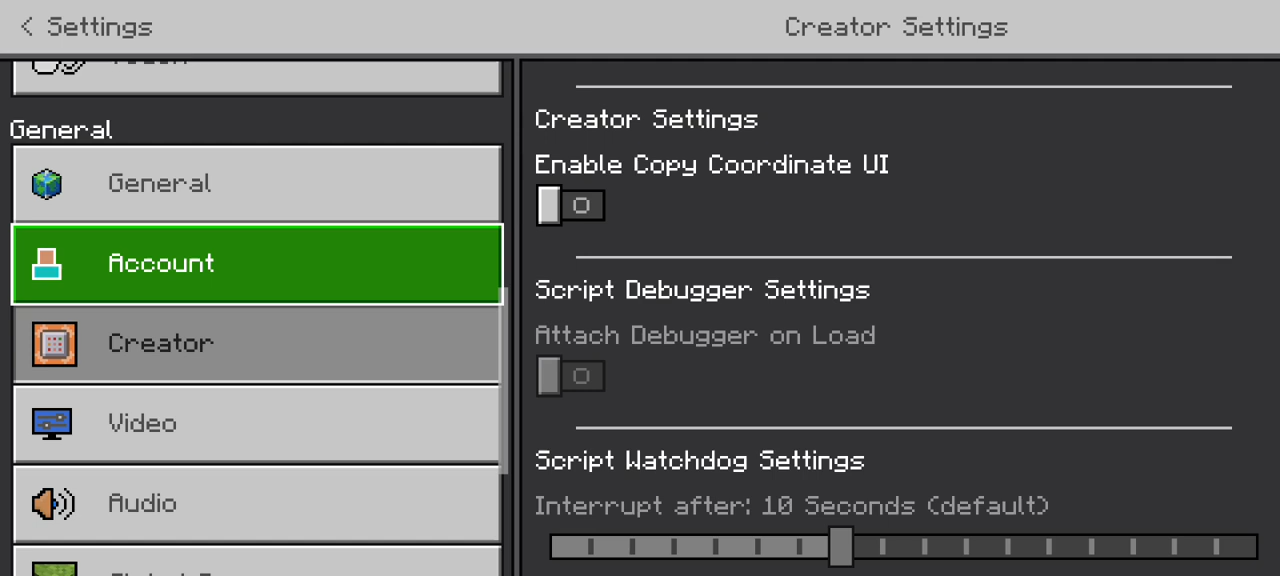 Settings
Creator Settings
General
General
Account
Creator
Video
Audio
Creator Settings
Enable Copy Coordinate UI
Script Debugger Settings
Attach Debugger on Load
Script Watchdog Settings
Interrupt after: 10 Seconds (default)